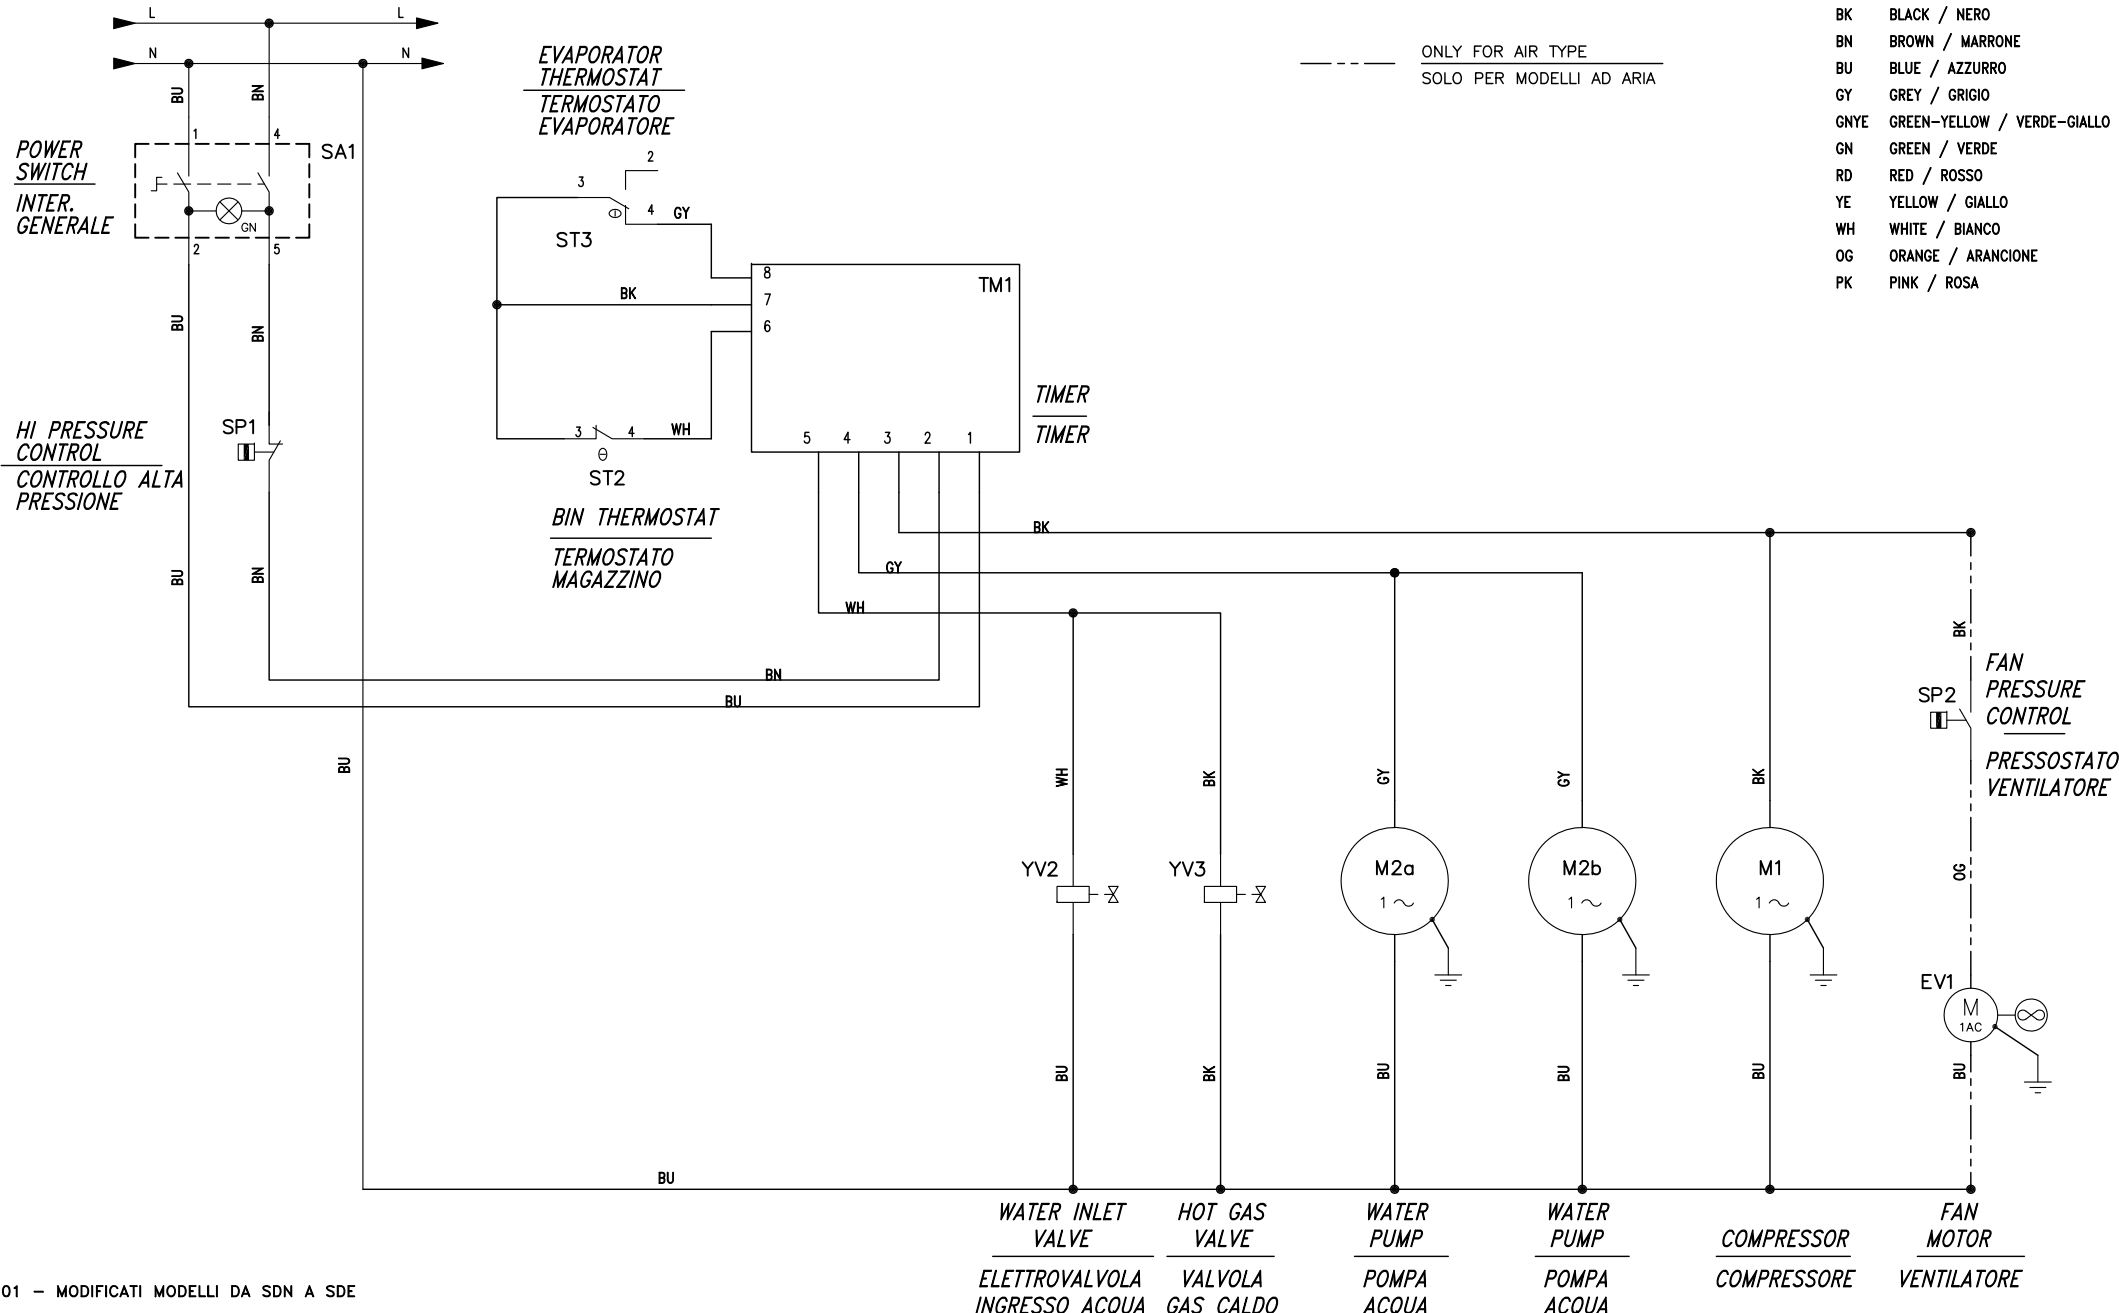 L
L
N
N
BU
BN
1
4
POWER
SWITCH
INTER.
GENERALE
SA1
GN
2
5
BU
BN
HI PRESSURE
CONTROL
CONTROLLO ALTA
PRESSIONE
SP1
BU
BN
EVAPORATOR
THERMOSTAT
TERMOSTATO
EVAPORATORE
2
3
4
GY
ST3
BK
8
7
6
TM1
TIMER
TIMER
3
4
WH
ST2
5
4
3
2
1
BIN THERMOSTAT
TERMOSTATO
MAGAZZINO
ONLY FOR AIR TYPE
SOLO PER MODELLI AD ARIA
BK BLACK / NERO
BN BROWN / MARRONE
BU BLUE / AZZURRO
GY GREY / GRIGIO
GNYE GREEN-YELLOW / VERDE-GIALLO
GN GREEN / VERDE
RD RED / ROSSO
YE YELLOW / GIALLO
WH WHITE / BIANCO
OG ORANGE / ARANCIONE
PK PINK / ROSA
BK
GY
WH
BN
BU
BU
BK
FAN
PRESSURE
CONTROL
PRESSOSTATO
VENTILATORE
SP2
WH
BK
GY
GY
BK
YV2
YV3
M2a
1
M2b
1
M1
1
OG
EV1
M
1AC
BU
BK
BU
BU
BU
BU
BU
WATER INLET
VALVE
ELETTROVALVOLA
INGRESSO ACQUA
HOT GAS
VALVE
VALVOLA
GAS CALDO
WATER
PUMP
POMPA
ACQUA
WATER
PUMP
POMPA
ACQUA
COMPRESSOR
COMPRESSORE
FAN
MOTOR
VENTILATORE
01 - MODIFICATI MODELLI DA SDN A SDE